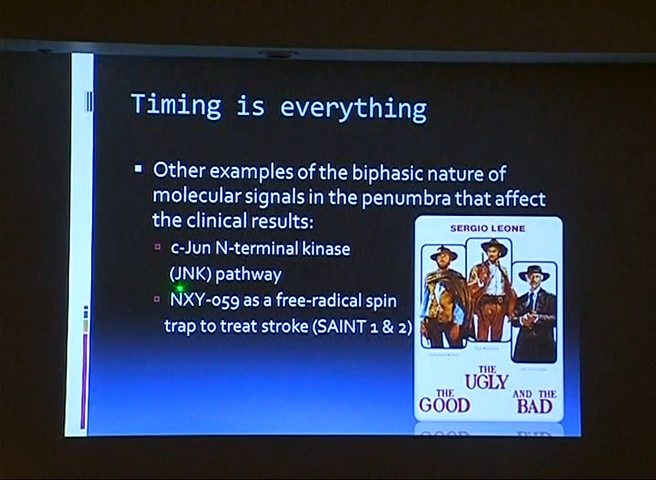 Timing is everything
Other examples of the biphasic nature of
molecular signals in the penumbra that affect
the clinical results:
c-Jun N-terminal kinase
(JNK) pathway
NXY-059 as a free-radical spin
trap to treat stroke (SAINT 1 & 2)
SERGIO LEONE
THE
UGLY
THE
GOOD
AND THE
BAD